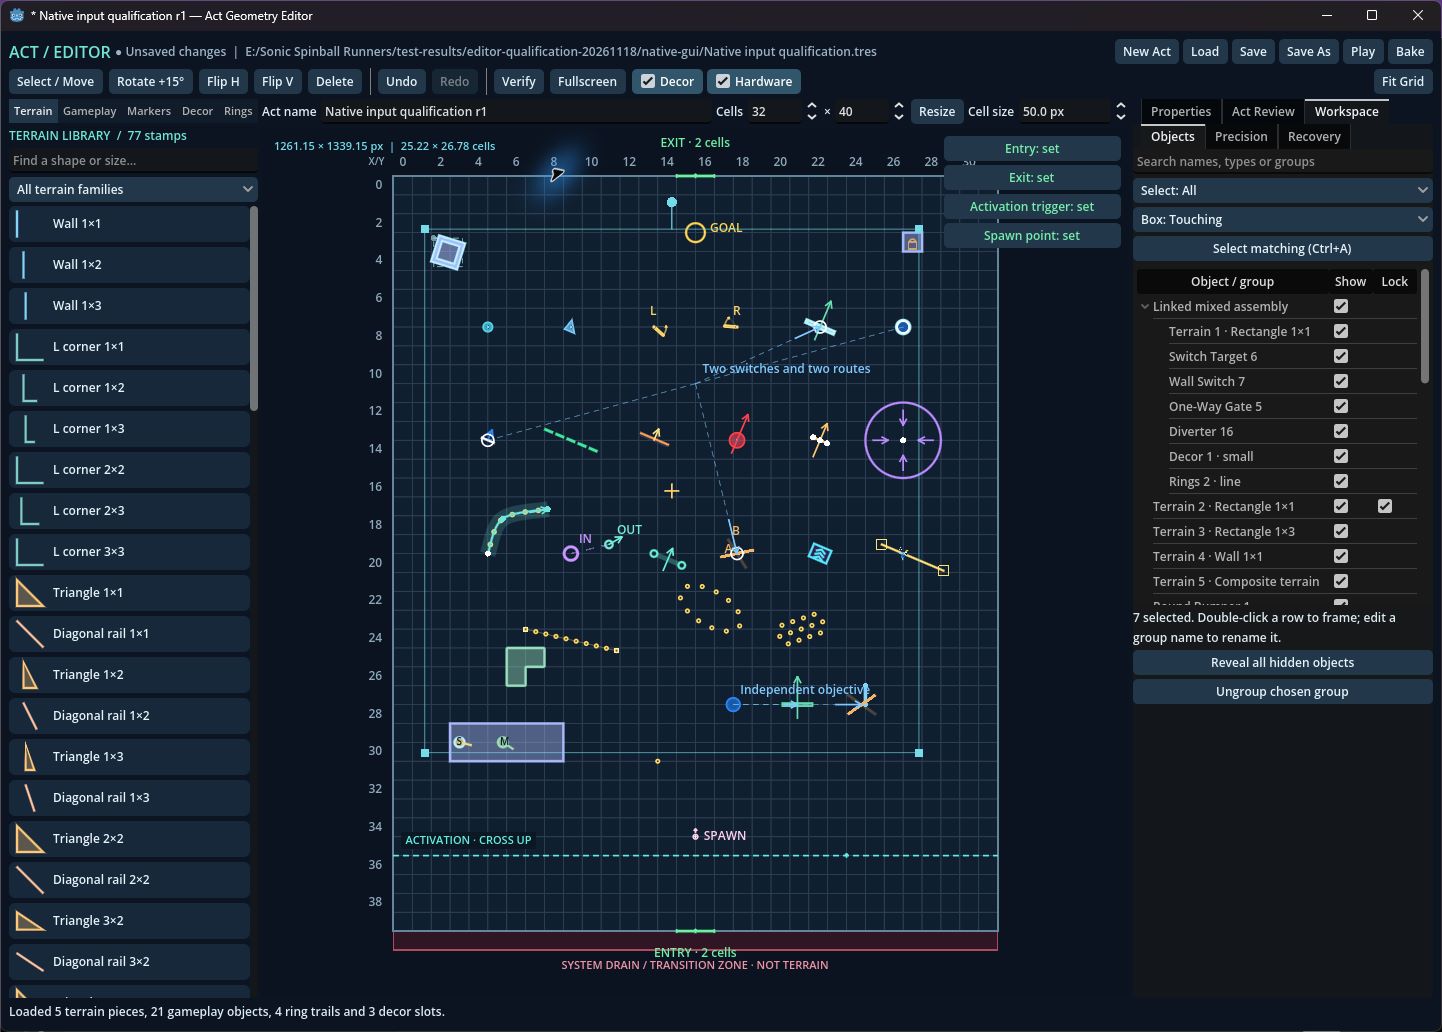 * Native input qualification r1 — Act Geometry Editor
ACT / EDITOR ● Unsaved changes | E:/Sonic Spinball Runners/test-results/editor-qualification-20261118/native-gui/Native input qualification.tres
New Act Load Save Save As Play Bake
Select / Move Rotate +15° Flip H Flip V Delete Undo Redo Verify Fullscreen Decor Hardware Fit Grid
Terrain Gameplay Markers Decor Rings
Act name Native input qualification r1 Cells 32 × 40 Resize Cell size 50.0 px
Properties Act Review Workspace
TERRAIN LIBRARY / 77 stamps
Find a shape or size...
All terrain families
Wall 1×1
Wall 1×2
Wall 1×3
L corner 1×1
L corner 1×2
L corner 1×3
L corner 2×2
L corner 2×3
L corner 3×3
Triangle 1×1
Diagonal rail 1×1
Triangle 1×2
Diagonal rail 1×2
Triangle 1×3
Diagonal rail 1×3
Triangle 2×2
Diagonal rail 2×2
Triangle 3×2
Diagonal rail 3×2
1261.15 × 1339.15 px | 25.22 × 26.78 cells
EXIT · 2 cells
X/Y 0 2 4 6 8 10 12 14 16 18 20 22 24 26 28 30
0
2
4
6
8
10
12
14
16
18
20
22
24
26
28
30
32
34
36
38
GOAL
L
R
Two switches and two routes
IN
OUT
B
A
Independent objective
S
M
SPAWN
ACTIVATION · CROSS UP
ENTRY · 2 cells
SYSTEM DRAIN / TRANSITION ZONE · NOT TERRAIN
Entry: set
Exit: set
Activation trigger: set
Spawn point: set
Objects Precision Recovery
Search names, types or groups
Select: All
Box: Touching
Select matching (Ctrl+A)
Object / group Show Lock
Linked mixed assembly
Terrain 1 · Rectangle 1×1
Switch Target 6
Wall Switch 7
One-Way Gate 5
Diverter 16
Decor 1 · small
Rings 2 · line
Terrain 2 · Rectangle 1×1
Terrain 3 · Rectangle 1×3
Terrain 4 · Wall 1×1
Terrain 5 · Composite terrain
Round Bumper 1
7 selected. Double-click a row to frame; edit a
group name to rename it.
Reveal all hidden objects
Ungroup chosen group
Loaded 5 terrain pieces, 21 gameplay objects, 4 ring trails and 3 decor slots.